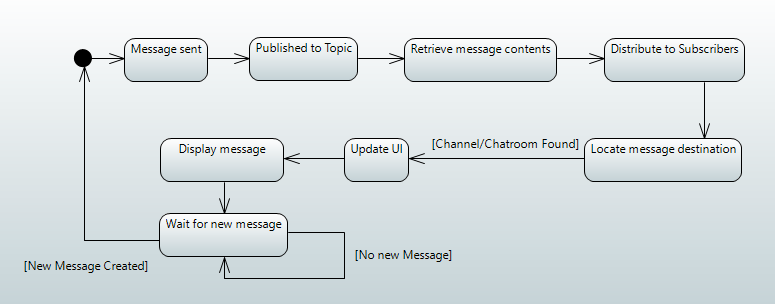 Message sent
Published to Topic
Retrieve message contents
Distribute to Subscribers
Locate message destination
[Channel/Chatroom Found]
Update UI
Display message
Wait for new message
[No new Message]
[New Message Created]